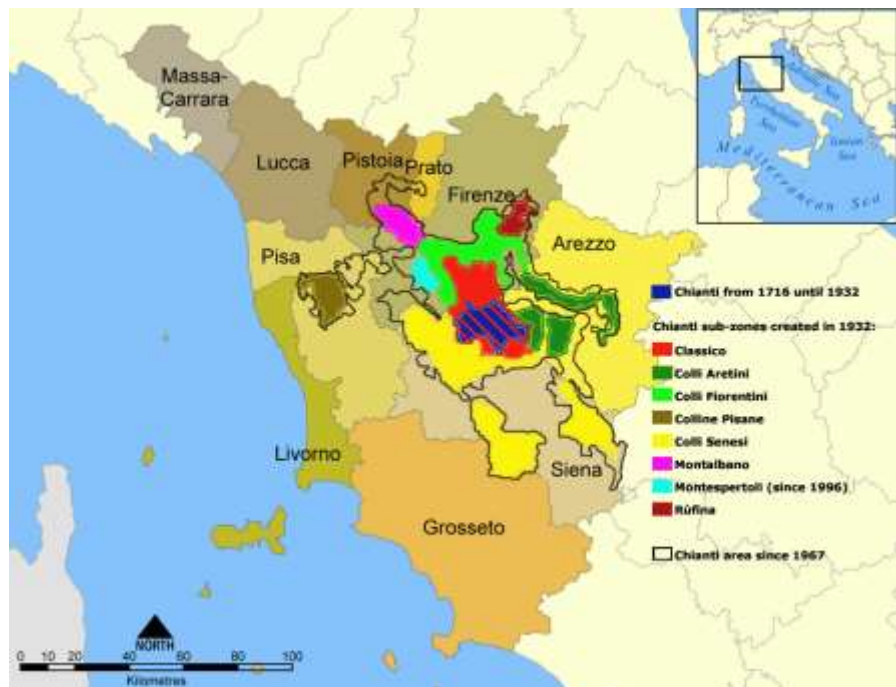 Massa-
Carrara
Lucca
Pistoia
Prato
Firenze
Pisa
Arezzo
Livorno
Siena
Grosseto
Adriatic Sea
Tyrrhenian
Sea
Ionian
Sea
Mediterranean Sea
Chianti from 1716 until 1932
Chianti sub-zones created in 1932:
Classico
Colli Aretini
Colli Fiorentini
Colline Pisane
Colli Senesi
Montalbano
Montespertoli (since 1996)
Rùfina
Chianti area since 1967
NORTH
0 20 40 60 80 100
Kilometres